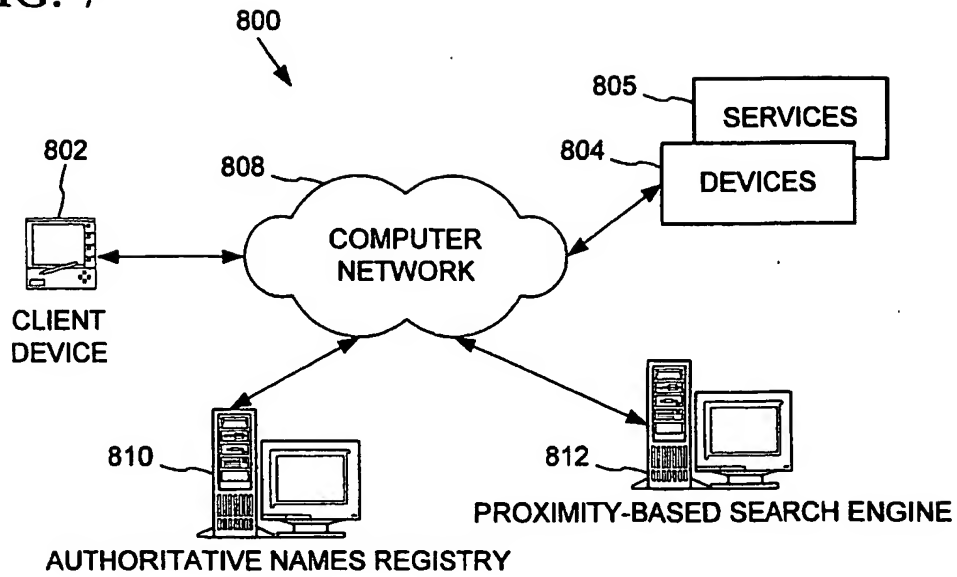 800
805
SERVICES
802
808
804
DEVICES
COMPUTER
NETWORK
CLIENT
DEVICE
810
812
PROXIMITY-BASED SEARCH ENGINE
AUTHORITATIVE NAMES REGISTRY